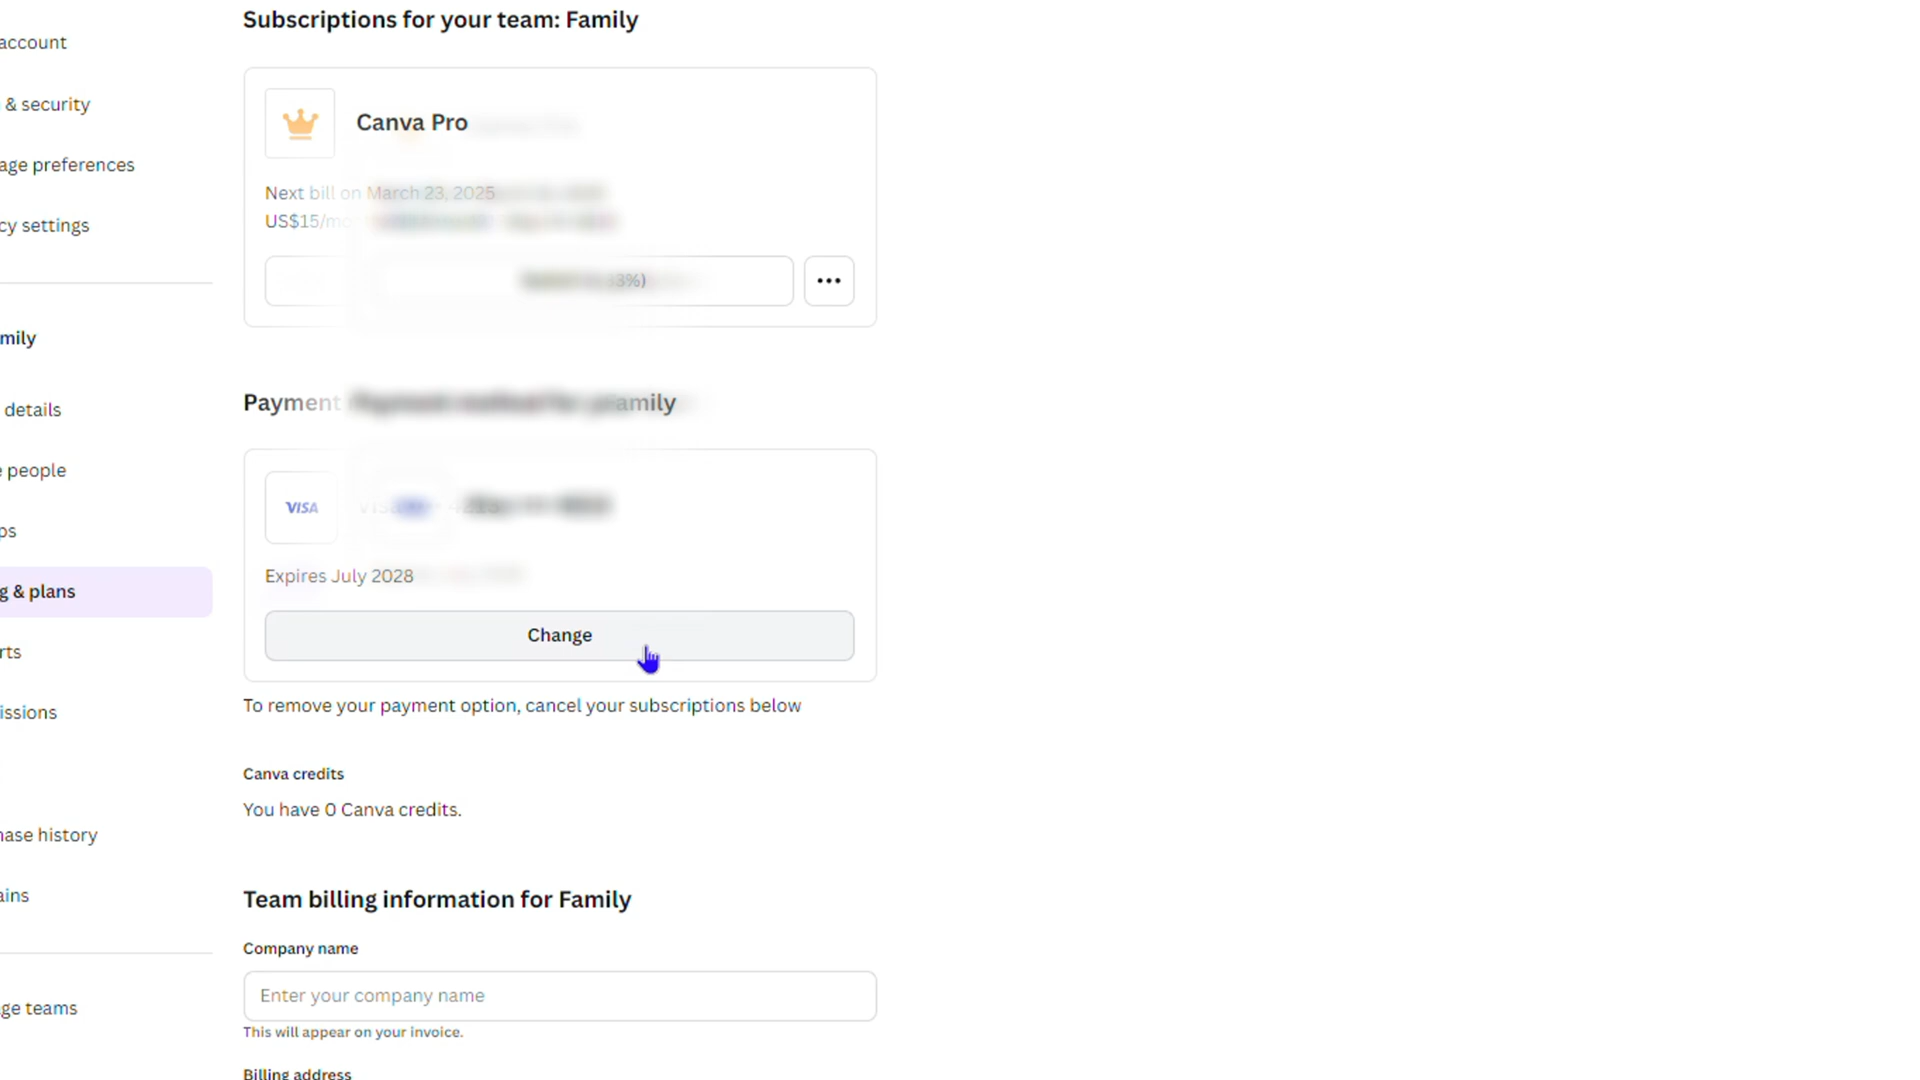 Subscriptions for your team: Family
account
& security
age preferences
cy settings
mily
details
people
ps
g & plans
rts
issions
hase history
ains
ge teams
Canva Pro
Next bill on March 23, 2025
US$15/mo
3%)
Payment amily
VISA
Expires July 2028
Change
To remove your payment option, cancel your subscriptions below
Canva credits
You have 0 Canva credits.
Team billing information for Family
Company name
Enter your company name
This will appear on your invoice.
Billing address